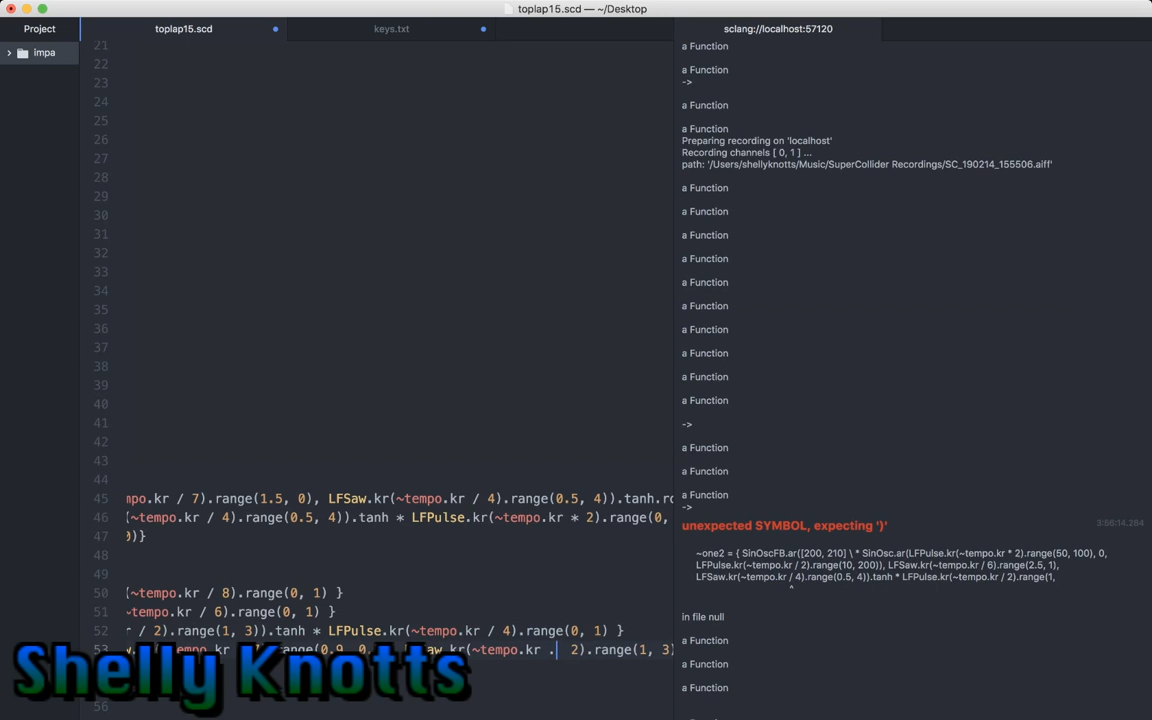 toplap15.scd — ~/Desktop
Project
toplap15.scd
keys.txt
sclang://localhost:57120
impa
21
22
23
24
25
26
27
28
29
30
31
32
33
34
35
36
37
38
39
40
41
42
43
44
45 mpo.kr / 7).range(1.5, 0), LFSaw.kr(~tempo.kr / 4).range(0.5, 4)).tanh.ro
46 (~tempo.kr / 4).range(0.5, 4)).tanh * LFPulse.kr(~tempo.kr * 2).range(0,
47 0)}
48
49
50 (~tempo.kr / 8).range(0, 1) }
51 ~tempo.kr / 6).range(0, 1) }
52 r / 2).range(1, 3)).tanh * LFPulse.kr(~tempo.kr / 4).range(0, 1) }
53 kr(~tempo.kr . 2).range(1, 3)
56
Shelly Knotts
a Function
a Function
->
a Function
a Function
Preparing recording on 'localhost'
Recording channels [ 0, 1 ] ...
path: '/Users/shellyknotts/Music/SuperCollider Recordings/SC_190214_155506.aiff'
a Function
a Function
a Function
a Function
a Function
a Function
a Function
a Function
a Function
a Function
->
a Function
a Function
a Function
->
unexpected SYMBOL, expecting ')'
3:56:14.284
~one2 = { SinOscFB.ar([200, 210] \ * SinOsc.ar(LFPulse.kr(~tempo.kr * 2).range(50, 100), 0,
LFPulse.kr(~tempo.kr / 2).range(10, 200)), LFSaw.kr(~tempo.kr / 6).range(2.5, 1),
LFSaw.kr(~tempo.kr / 4).range(0.5, 4)).tanh * LFPulse.kr(~tempo.kr / 2).range(1,
^
in file null
a Function
a Function
a Function